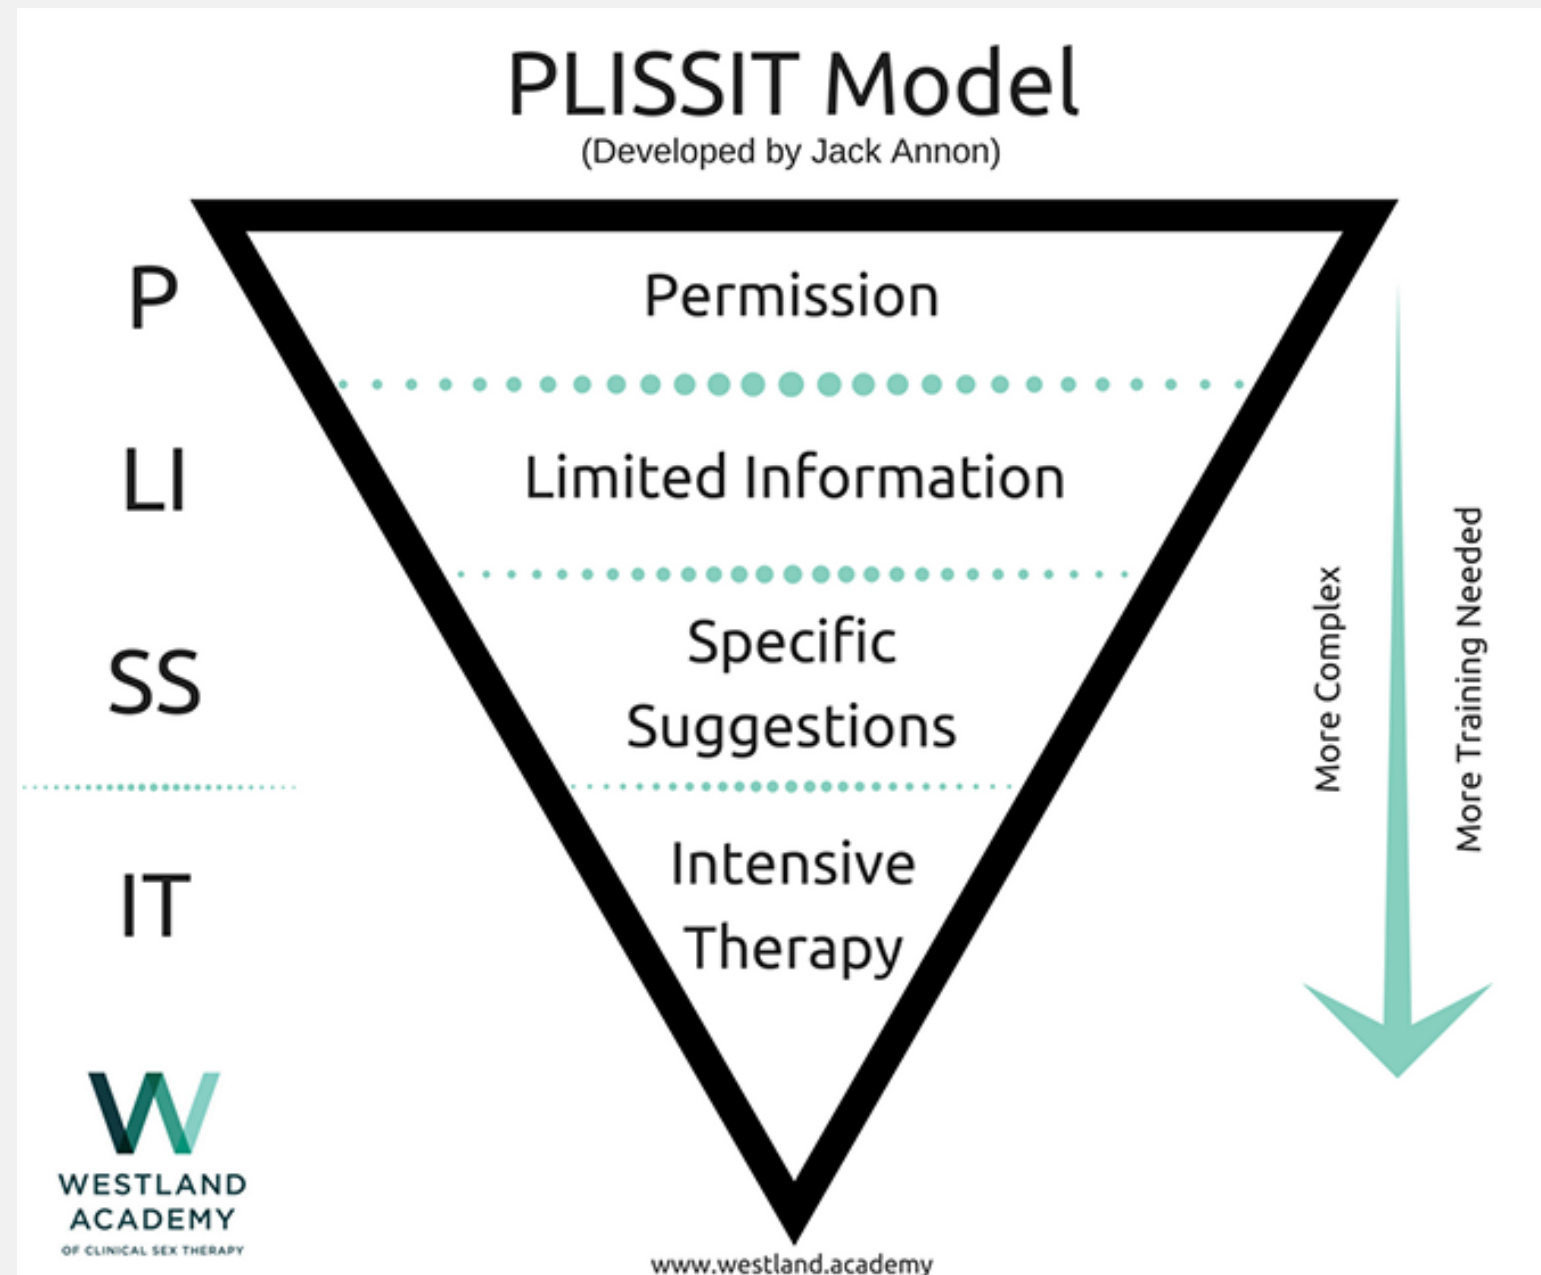 PLISSIT Model
(Developed by Jack Annon)
P
Permission
LI
Limited Information
SS
Specific
Suggestions
IT
Intensive
Therapy
More Complex
More Training Needed
W
WESTLAND
ACADEMY
OF CLINICAL SEX THERAPY
www.westland.academy